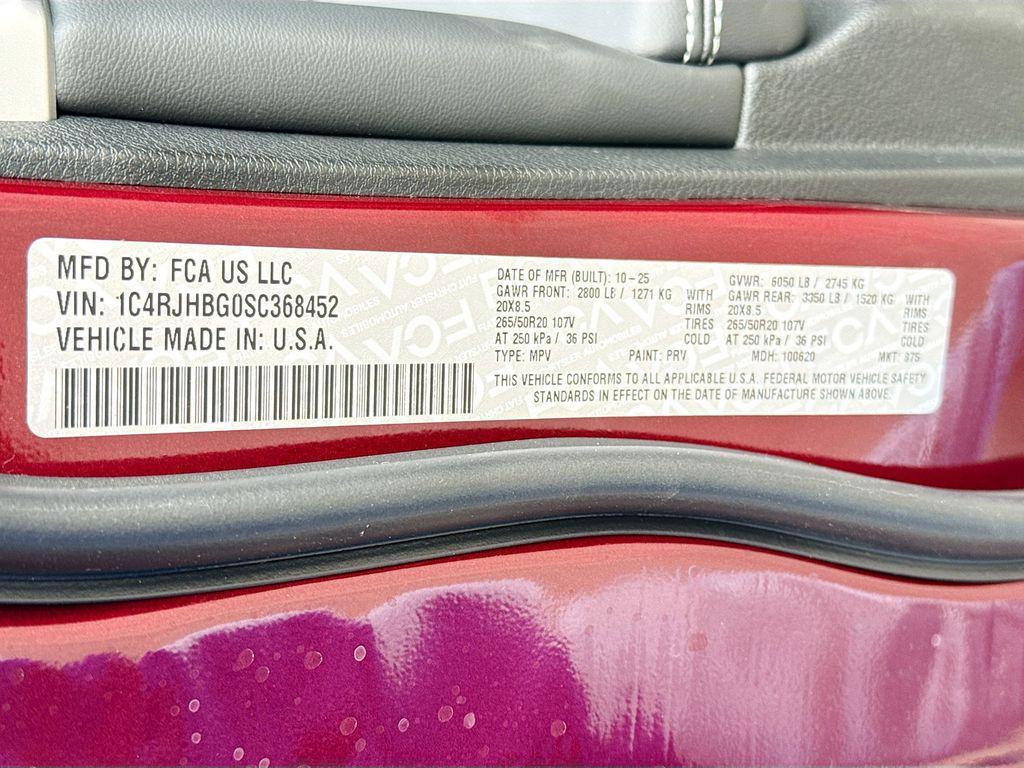 MFD BY: FCA US LLC
VIN: 1C4RJHBG0SC368452
VEHICLE MADE IN: U.S.A.
DATE OF MFR (BUILT): 10-25
GVWR: 6050 LB / 2745 KG
GAWR FRONT: 2800 LB / 1271 KG WITH
GAWR REAR: 3350 LB / 1520 KG WITH
20X8.5 RIMS
20X8.5 RIMS
265/50R20 107V TIRES
265/50R20 107V TIRES
AT 250 kPa / 36 PSI COLD
AT 250 kPa / 36 PSI COLD
TYPE: MPV PAINT: PRV MDH: 100620 MKT: 875
THIS VEHICLE CONFORMS TO ALL APPLICABLE U.S.A. FEDERAL MOTOR VEHICLE SAFETY
STANDARDS IN EFFECT ON THE DATE OF MANUFACTURE SHOWN ABOVE.